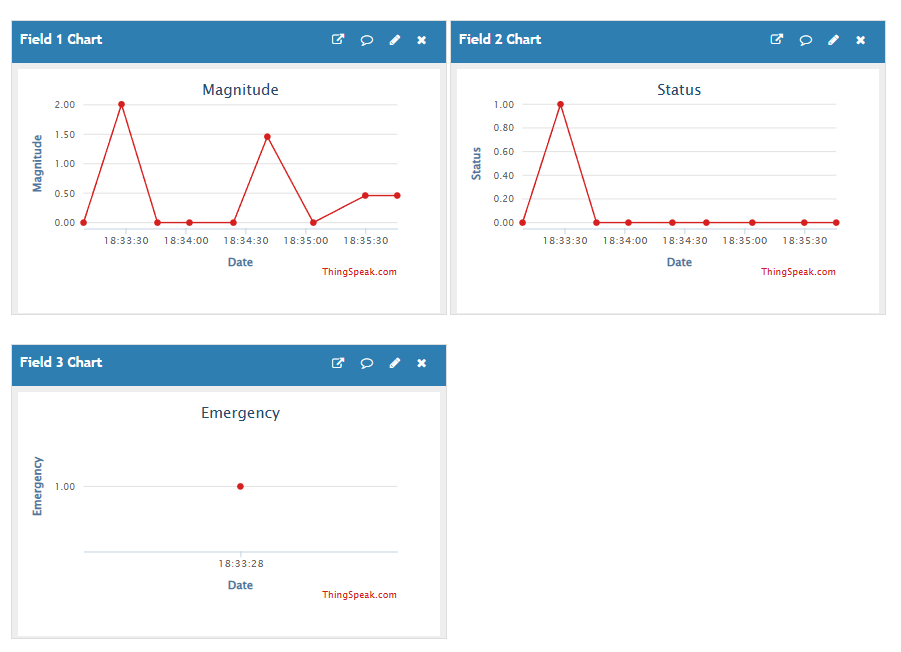 Field 1 Chart
Magnitude
Magnitude
2.00
1.50
1.00
0.50
0.00
18:33:30 18:34:00 18:34:30 18:35:00 18:35:30
Date
ThingSpeak.com
Field 2 Chart
Status
Status
1.00
0.80
0.60
0.40
0.20
0.00
18:33:30 18:34:00 18:34:30 18:35:00 18:35:30
Date
ThingSpeak.com
Field 3 Chart
Emergency
Emergency
1.00
18:33:28
Date
ThingSpeak.com